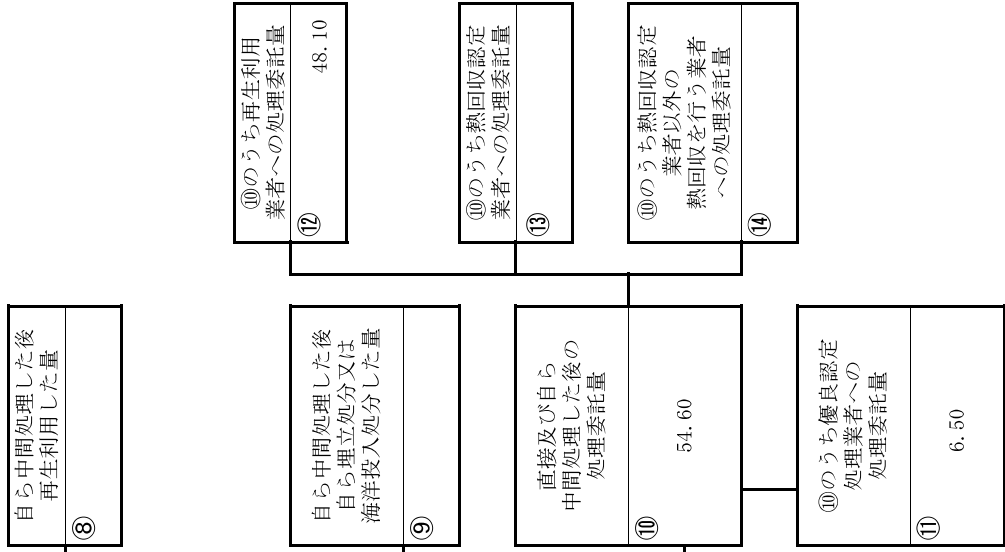 自ら中間処理した後
再生利用した量
⑧
自ら中間処理した後
自ら埋立処分又は
海洋投入処分した量
⑨
直接及び自ら
中間処理した後の
処理委託量
⑩
54.60
⑩のうち優良認定
処理業者への
処理委託量
⑪
6.50
⑩のうち再生利用
業者への処理委託量
⑫
48.10
⑩のうち熱回収認定
業者への処理委託量
⑬
⑩のうち熱回収認定
業者以外の
熱回収を行う業者
への処理委託量
⑭